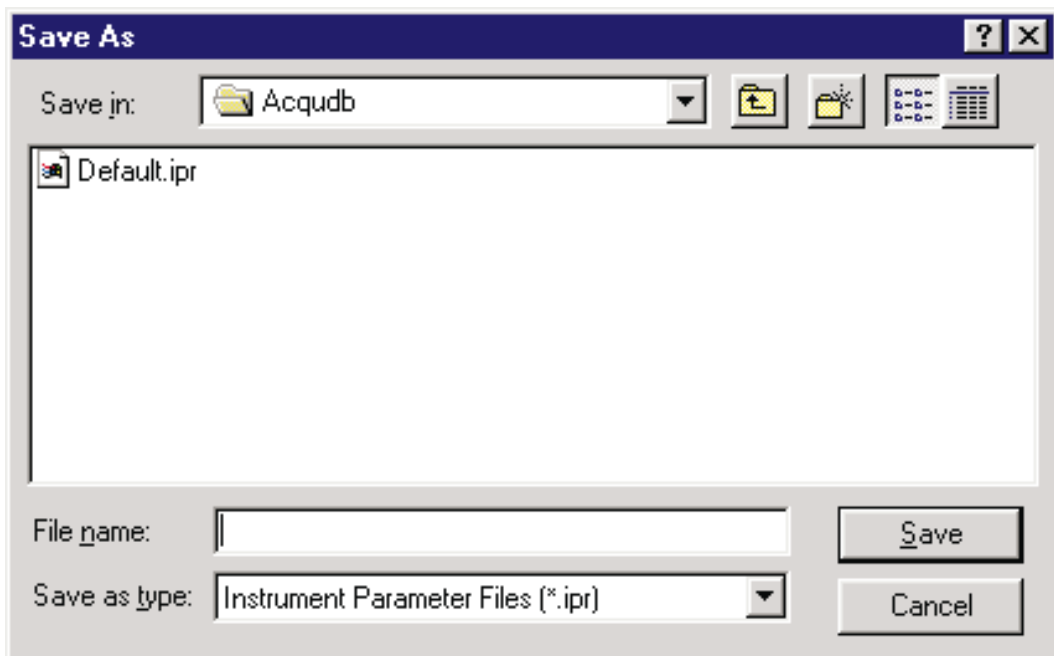 Save As
Save in: Acqudb
Default.ipr
File name:
Save
Save as type: Instrument Parameter Files (*.ipr)
Cancel